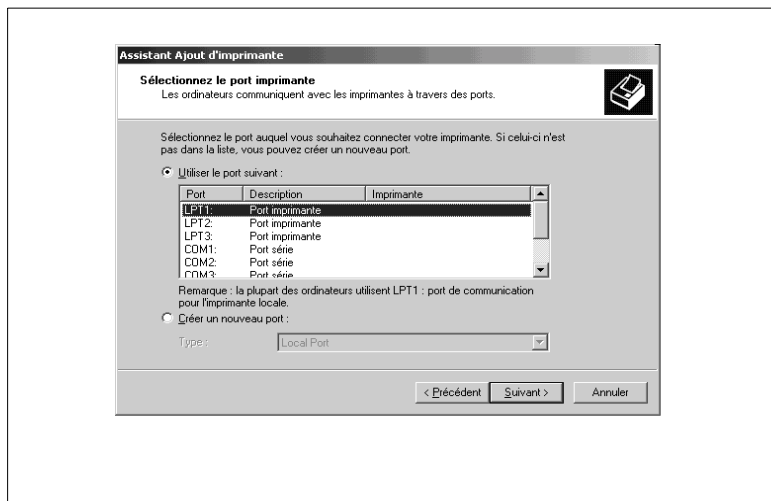 Assistant Ajout d'imprimante
Sélectionnez le port imprimante
Les ordinateurs communiquent avec les imprimantes à travers des ports.
Sélectionnez le port auquel vous souhaitez connecter votre imprimante. Si celui-ci n'est
pas dans la liste, vous pouvez créer un nouveau port.
Utiliser le port suivant :
Port Description Imprimante
LPT1: Port imprimante
LPT2: Port imprimante
LPT3: Port imprimante
COM1: Port série
COM2: Port série
COM3: Port série
Remarque : la plupart des ordinateurs utilisent LPT1 : port de communication
pour l'imprimante locale.
Créer un nouveau port :
Type : Local Port
< Précédent Suivant > Annuler